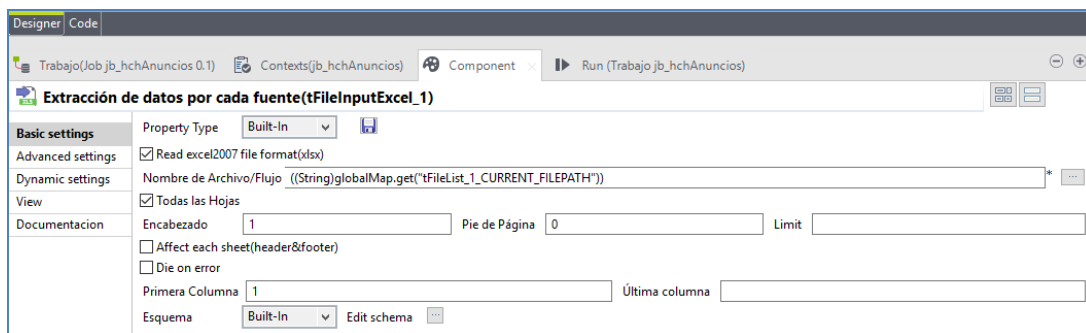 Designer Code
Trabajo(Job jb_hchAnuncios 0.1) Contexts(jb_hchAnuncios) Component Run (Trabajo jb_hchAnuncios)
Extracción de datos por cada fuente(tFileInputExcel_1)
Basic settings Property Type Built-In
Advanced settings Read excel2007 file format(xlsx)
Dynamic settings Nombre de Archivo/Flujo ((String)globalMap.get("tFileList_1_CURRENT_FILEPATH")) * ...
View Todas las Hojas
Documentacion Encabezado 1 Pie de Página 0 Limit
Affect each sheet(header&footer)
Die on error
Primera Columna 1 Última columna
Esquema Built-In Edit schema ...